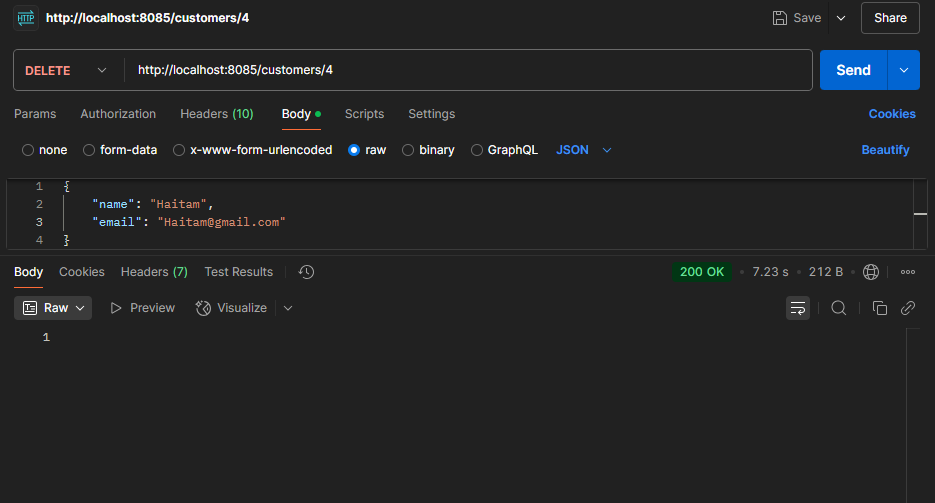 HTTP http://localhost:8085/customers/4 Save Share
DELETE http://localhost:8085/customers/4 Send
Params Authorization Headers (10) Body Scripts Settings Cookies
none form-data x-www-form-urlencoded raw binary GraphQL JSON Beautify
1 {
2 "name": "Haitam",
3 "email": "Haitam@gmail.com"
4 }
Body Cookies Headers (7) Test Results 200 OK • 7.23 s • 212 B •
Raw Preview Visualize
1